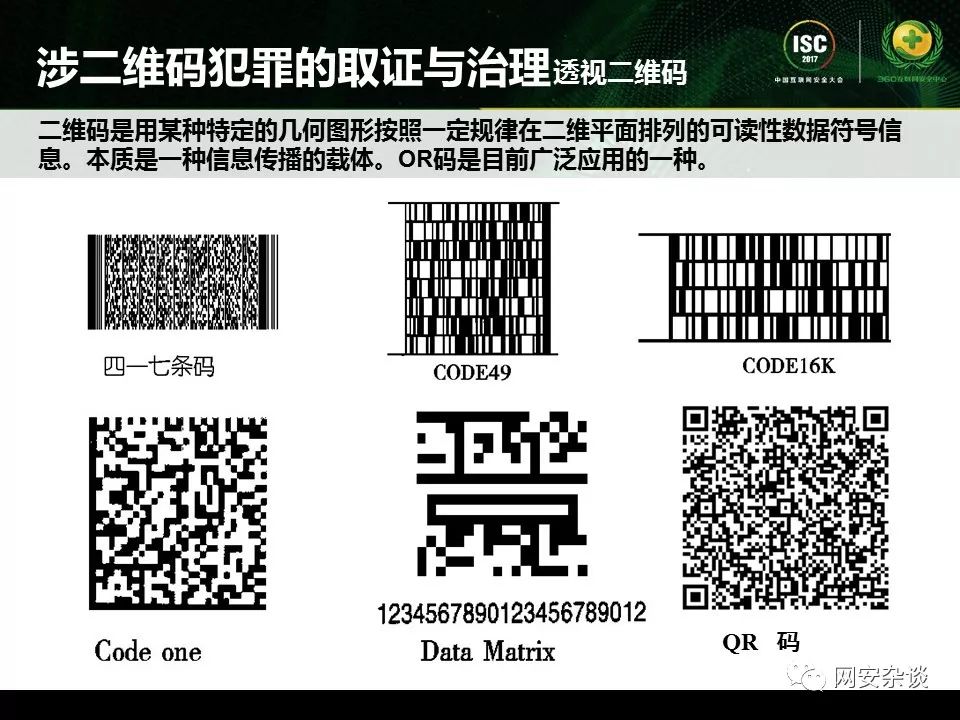 涉二维码犯罪的取证与治理透视二维码
ISC
2017
中国互联网安全大会
360互联网安全中心
二维码是用某种特定的几何图形按照一定规律在二维平面排列的可读性数据符号信
息。本质是一种信息传播的载体。OR码是目前广泛应用的一种。
四一七条码
CODE49
CODE16K
1234567890123456789012
Code one
Data Matrix
QR 码
网安杂谈